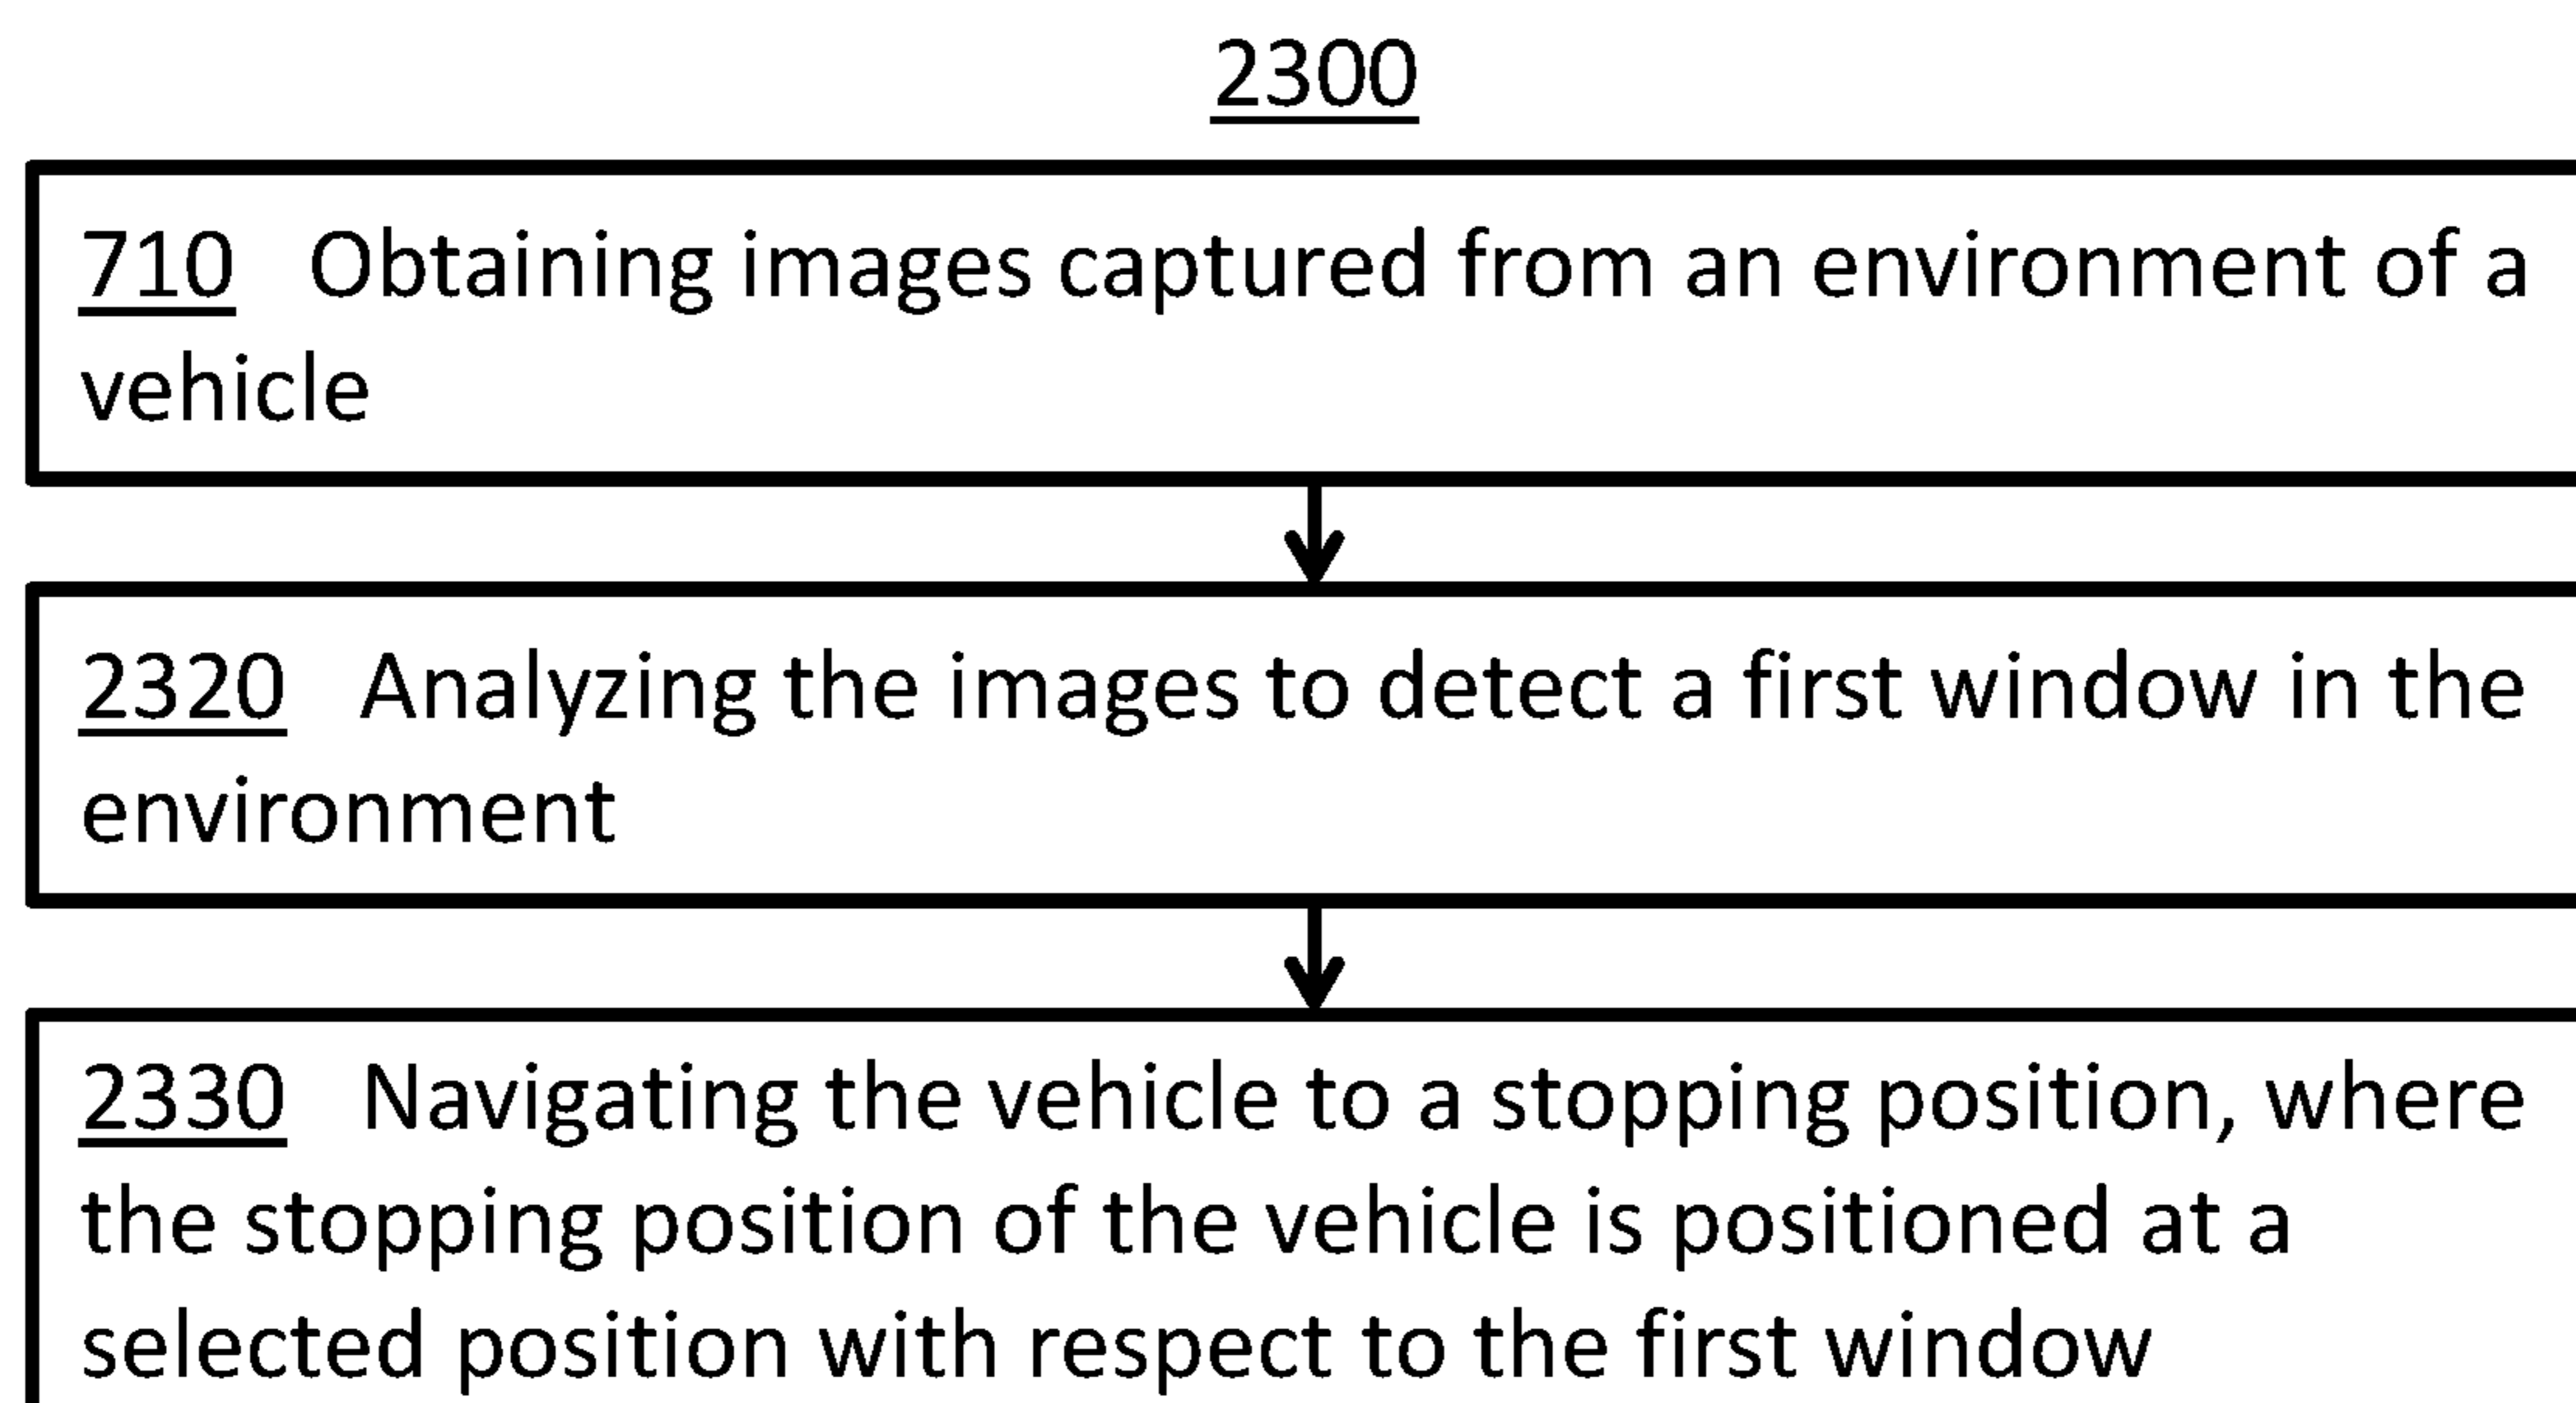 2300
710 Obtaining images captured from an environment of a
vehicle
2320 Analyzing the images to detect a first window in the
environment
2330 Navigating the vehicle to a stopping position, where
the stopping position of the vehicle is positioned at a
selected position with respect to the first window